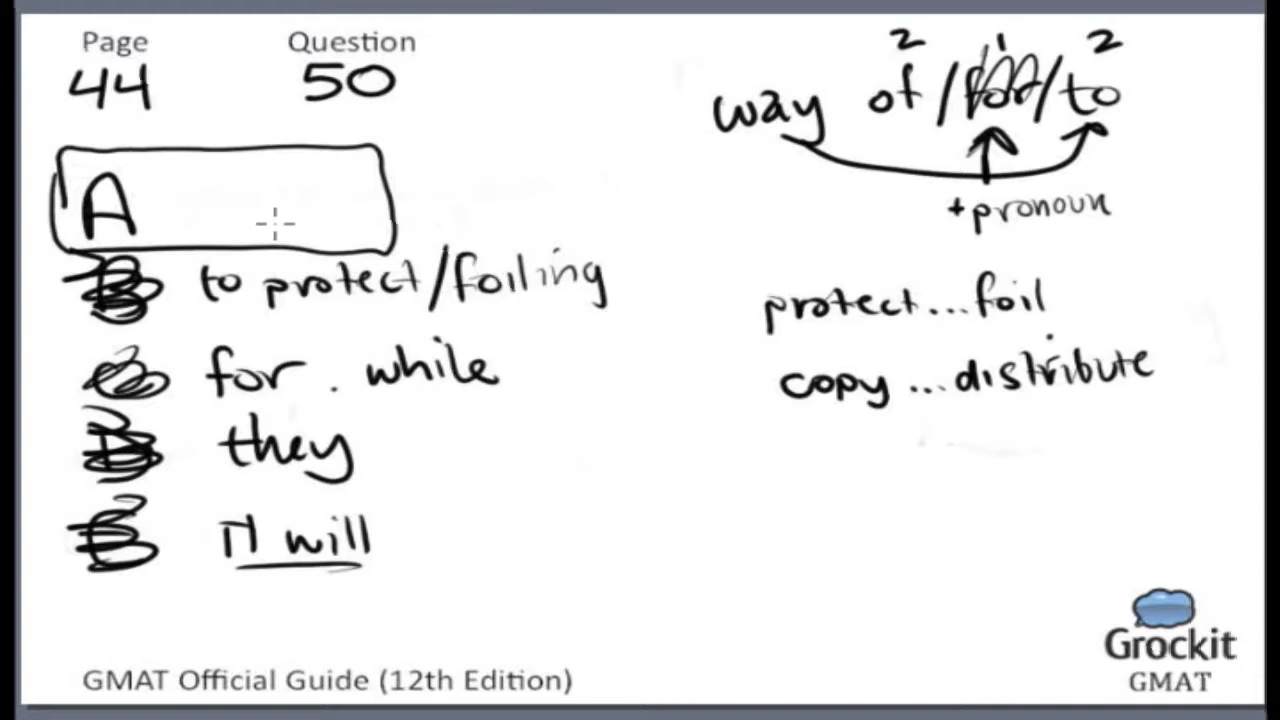 Page Question
44 50
2 1 2
way of /for/ to
+ pronoun
A
B to protect/foiling
protect...foil
C for . while
copy ...distribute
D they
E will
Grockit
GMAT
GMAT Official Guide (12th Edition)